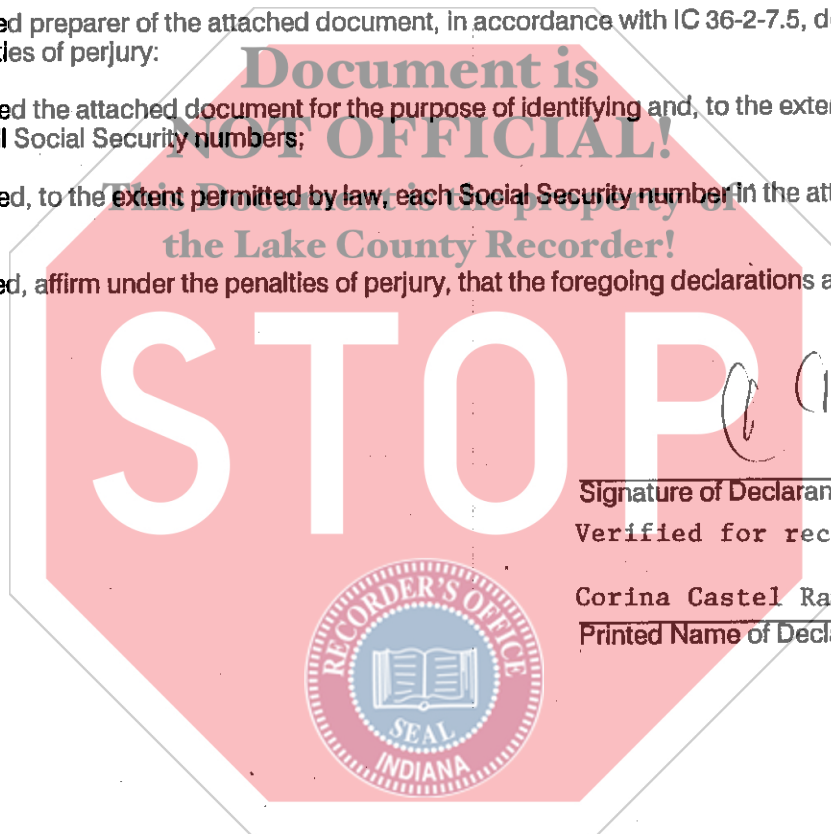 ed preparer of the attached document, in accordance with IC 36-2-7.5, d
ties of perjury:
Document is
ed the attached document for the purpose of identifying and, to the exten
l Social Security numbers;
NOT OFFICIAL!
ed, to the extent permitted by law, each Social Security number in the att
This Document is the property of
the Lake County Recorder!
ed, affirm under the penalties of perjury, that the foregoing declarations a
STOP
Signature of Declaran
Verified for rec
Corina Castel Ra
Printed Name of Decla
RECORDER'S OFFICE
SEAL
INDIANA